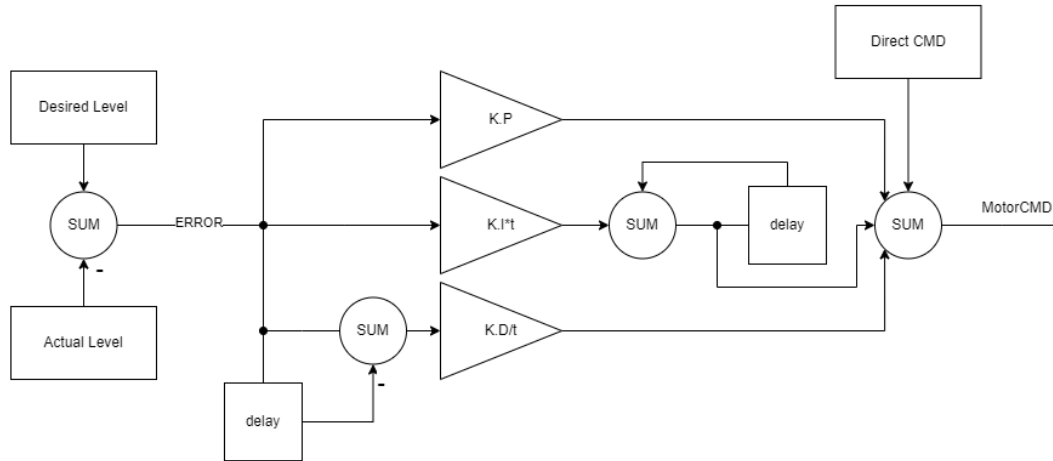 Direct CMD
Desired Level
K.P
MotorCMD
SUM
ERROR
K.I*t
SUM
delay
SUM
-
Actual Level
SUM
K.D/t
-
delay